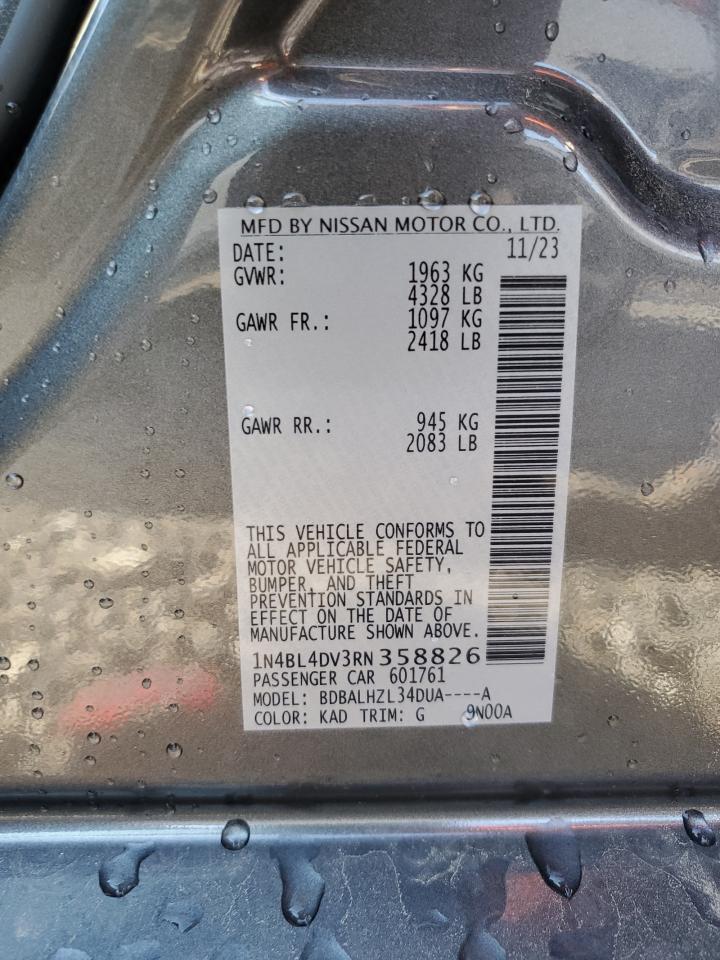 MFD BY NISSAN MOTOR CO., LTD.
DATE: 11/23
GVWR: 1963 KG
4328 LB
GAWR FR.: 1097 KG
2418 LB
GAWR RR.: 945 KG
2083 LB
THIS VEHICLE CONFORMS TO
ALL APPLICABLE FEDERAL
MOTOR VEHICLE SAFETY,
BUMPER, AND THEFT
PREVENTION STANDARDS IN
EFFECT ON THE DATE OF
MANUFACTURE SHOWN ABOVE.
1N4BL4DV3RN358826
PASSENGER CAR 601761
MODEL: BDBALHZL34DUA----A
COLOR: KAD TRIM: G 9N00A